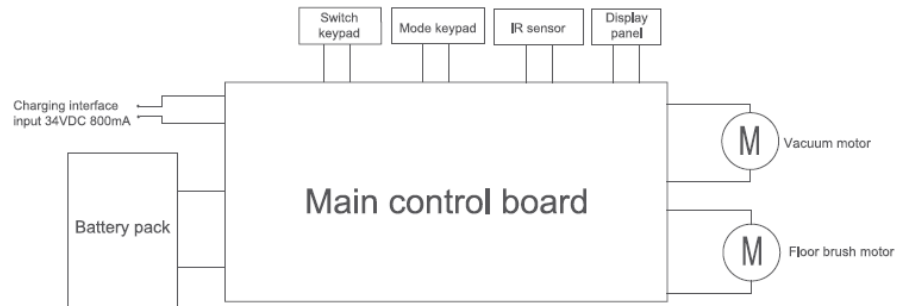 Switch
keypad
Mode keypad
IR sensor
Display
panel
Charging interface
input 34VDC 800mA
M
Vacuum motor
Main control board
Battery pack
M
Floor brush motor